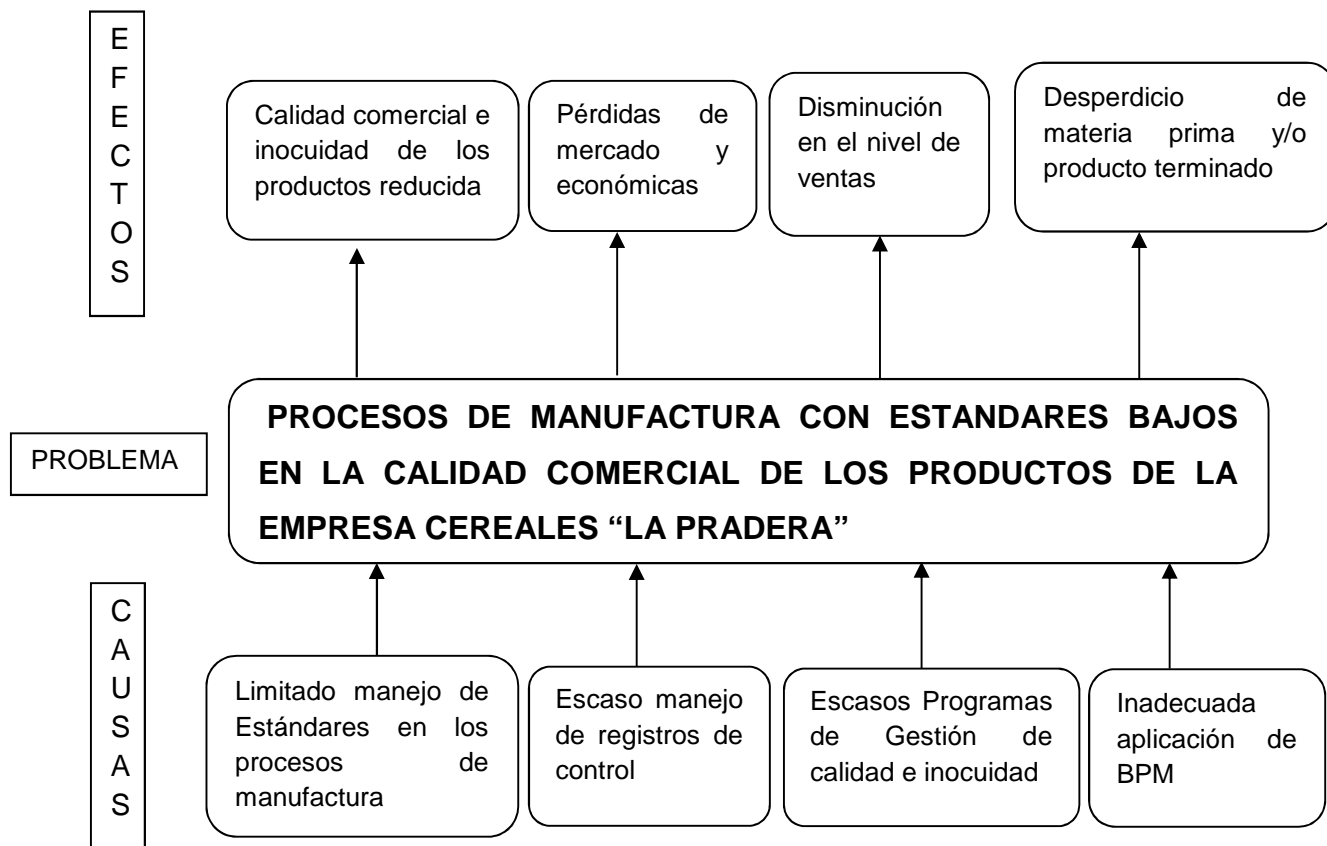 EFECTOS
Calidad comercial e
inocuidad de los
productos reducida
Pérdidas de
mercado y
económicas
Disminución
en el nivel de
ventas
Desperdicio de
materia prima y/o
producto terminado
PROBLEMA
PROCESOS DE MANUFACTURA CON ESTANDARES BAJOS
EN LA CALIDAD COMERCIAL DE LOS PRODUCTOS DE LA
EMPRESA CEREALES “LA PRADERA”
CAUSAS
Limitado manejo de
Estándares en los
procesos de
manufactura
Escaso manejo
de registros de
control
Escasos Programas
de Gestión de
calidad e inocuidad
Inadecuada
aplicación de
BPM